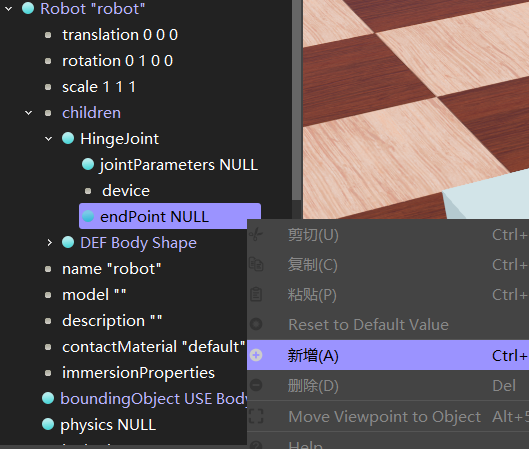 Robot "robot"
translation 0 0 0
rotation 0 1 0 0
scale 1 1 1
children
HingeJoint
jointParameters NULL
device
endPoint NULL
DEF Body Shape
name "robot"
model ""
description ""
contactMaterial "default"
immersionProperties
boundingObject USE Body
physics NULL
剪切(U) Ctrl+
复制(C) Ctrl+
粘贴(P) Ctrl+
Reset to Default Value
新增(A) Ctrl+
删除(D) Del
Move Viewpoint to Object Alt+5
Help